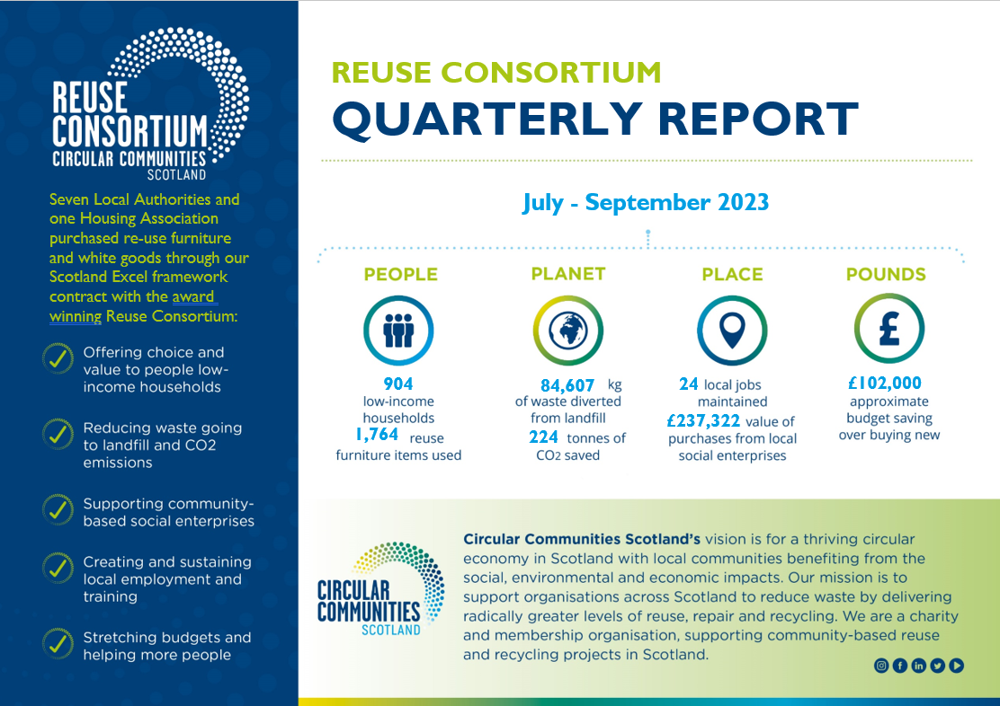 REUSE
CONSORTIUM
CIRCULAR COMMUNITIES
SCOTLAND
Seven Local Authorities and
one Housing Association
purchased re-use furniture
and white goods through our
Scotland Excel framework
contract with the award
winning Reuse Consortium:
Offering choice and
value to people low-
income households
Reducing waste going
to landfill and CO2
emissions
Supporting community-
based social enterprises
Creating and sustaining
local employment and
training
Stretching budgets and
helping more people
REUSE CONSORTIUM
QUARTERLY REPORT
July - September 2023
PEOPLE
904
low-income
households
1,764 reuse
furniture items used
PLANET
84,607 kg
of waste diverted
from landfill
224 tonnes of
CO2 saved
PLACE
24 local jobs
maintained
£237,322 value of
purchases from local
social enterprises
POUNDS
£
£102,000
approximate
budget saving
over buying new
CIRCULAR
COMMUNITIES
SCOTLAND
Circular Communities Scotland's vision is for a thriving circular
economy in Scotland with local communities benefiting from the
social, environmental and economic impacts. Our mission is to
support organisations across Scotland to reduce waste by delivering
radically greater levels of reuse, repair and recycling. We are a charity
and membership organisation, supporting community-based reuse
and recycling projects in Scotland.